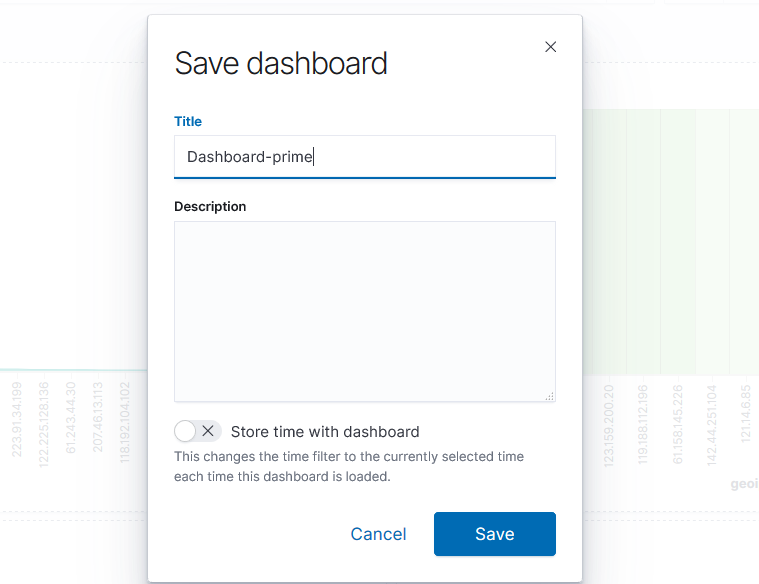 Save dashboard
Title
Dashboard-prime
Description
Store time with dashboard
This changes the time filter to the currently selected time
each time this dashboard is loaded.
Cancel
Save
223.91.34.199
122.225.128.136
61.243.44.30
207.46.13.113
118.192.104.102
123.159.200.20
119.188.112.196
61.158.145.226
142.44.251.104
121.14.6.85
geoi